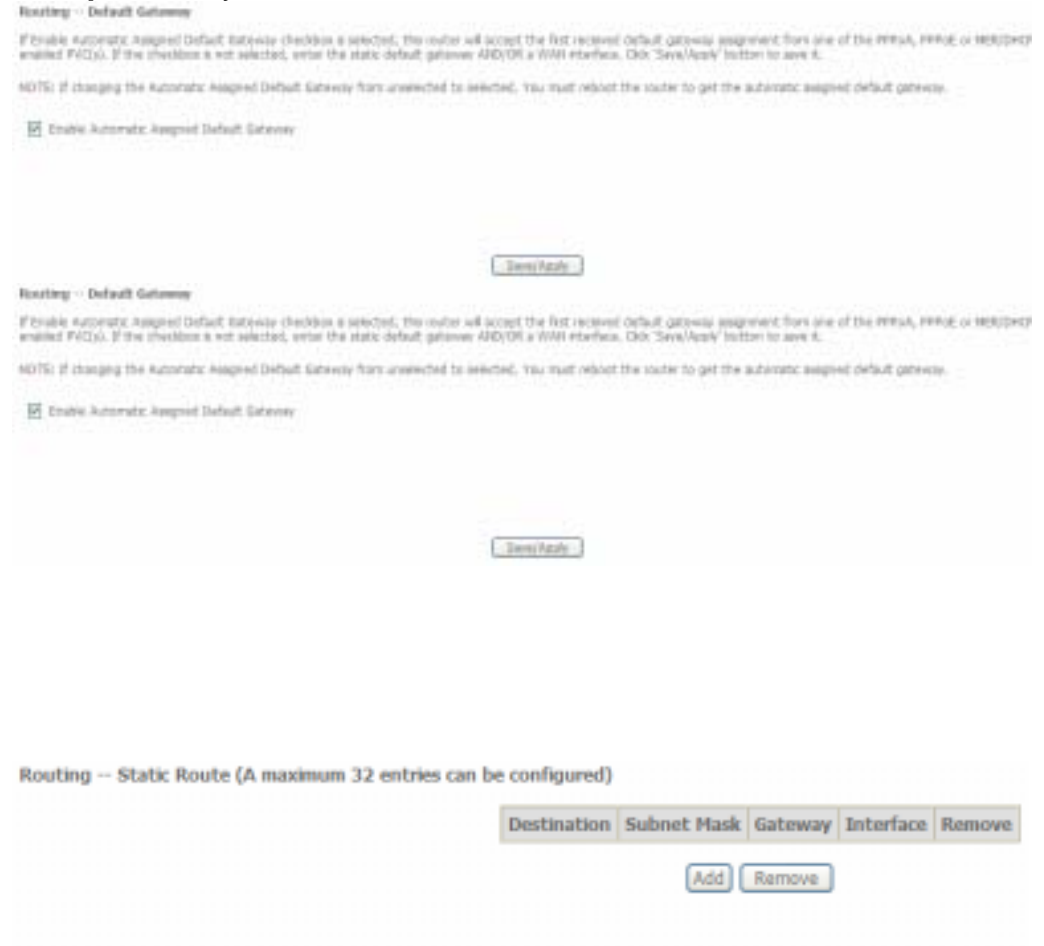 Routing -- Default Gateway
If Enable Automatic Assigned Default Gateway checkbox is selected, this router will accept the first received default gateway assignment from one of the PPPoA, PPPoE or MER/DHCP
enabled PVC(s). If the checkbox is not selected, enter the static default gateway AND/OR a WAN interface. Click 'Save/Apply' button to save it.
NOTE: If changing the Automatic Assigned Default Gateway from unselected to selected, You must reboot the router to get the automatic assigned default gateway.
Enable Automatic Assigned Default Gateway
Save/Apply
Routing -- Default Gateway
If Enable Automatic Assigned Default Gateway checkbox is selected, this router will accept the first received default gateway assignment from one of the PPPoA, PPPoE or MER/DHCP
enabled PVC(s). If the checkbox is not selected, enter the static default gateway AND/OR a WAN interface. Click 'Save/Apply' button to save it.
NOTE: If changing the Automatic Assigned Default Gateway from unselected to selected, You must reboot the router to get the automatic assigned default gateway.
Enable Automatic Assigned Default Gateway
Save/Apply
Routing -- Static Route (A maximum 32 entries can be configured)
Destination Subnet Mask Gateway Interface Remove
Add Remove